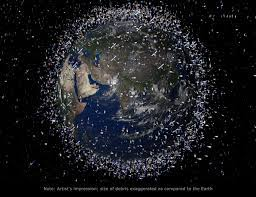 Note: Artist's impression; size of debris exaggerated as compared to the Earth